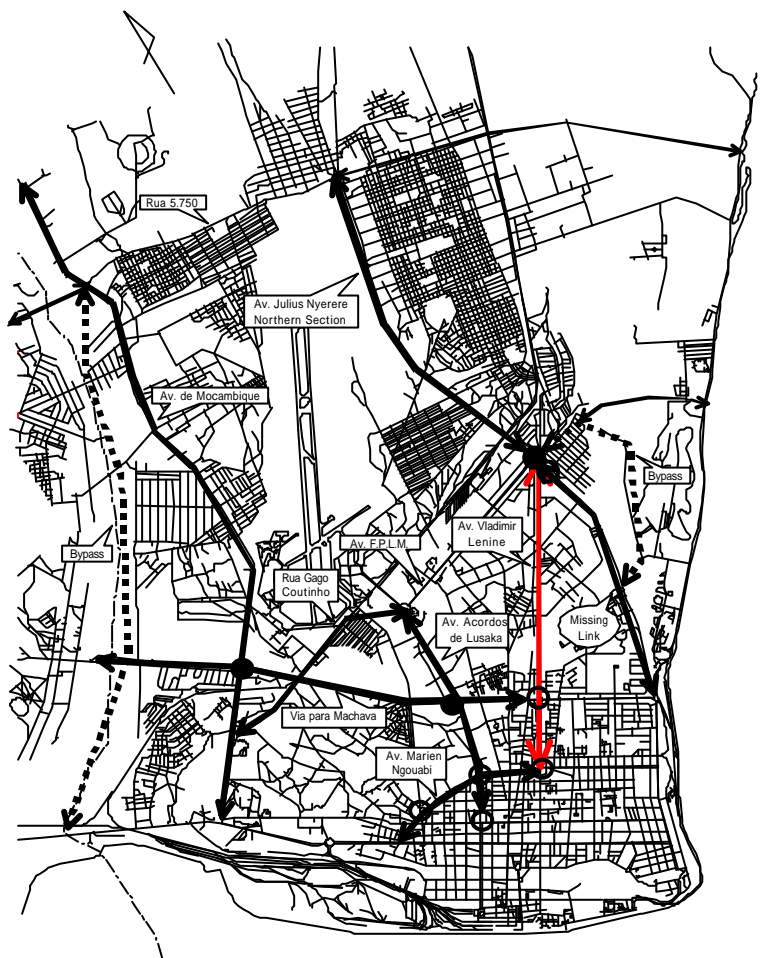 Rua 5.750
Av. Julius Nyerere
Northern Section
Av. de Mocambique
Bypass
Av. Vladimir
Lenine
Av. F.P.L.M.
Bypass
Rua Gago
Coutinho
Av. Acordos
de Lusaka
Missing
Link
Via para Machava
Av. Marien
Ngouabi